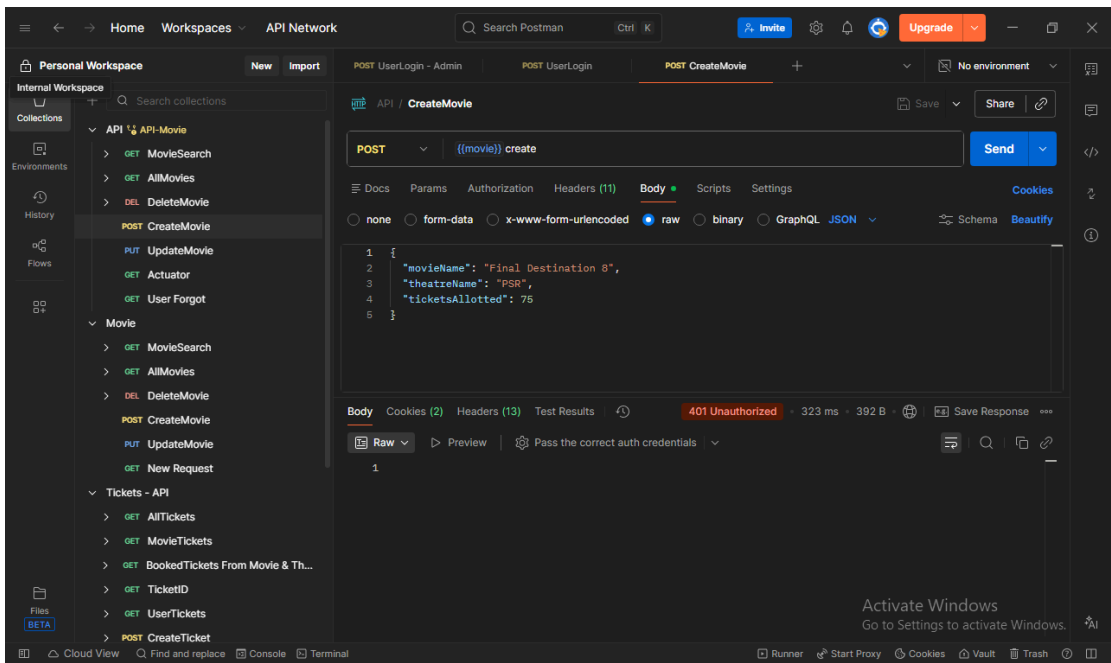 Home Workspaces API Network Search Postman Ctrl K Invite Upgrade
Personal Workspace New Import
Internal Workspace
POST UserLogin - Admin POST UserLogin POST CreateMovie No environment
Collections
Environments
History
Flows
Search collections
API API-Movie
GET MovieSearch
GET AllMovies
DEL DeleteMovie
POST CreateMovie
PUT UpdateMovie
GET Actuator
GET User Forgot
Movie
GET MovieSearch
GET AllMovies
DEL DeleteMovie
POST CreateMovie
PUT UpdateMovie
GET New Request
Tickets - API
GET AllTickets
GET MovieTickets
GET BookedTickets From Movie & Th...
GET TicketID
GET UserTickets
POST CreateTicket
Files
BETA
HTTP API / CreateMovie Save Share
POST {{movie}} create Send
Docs Params Authorization Headers (11) Body Scripts Settings Cookies
none form-data x-www-form-urlencoded raw binary GraphQL JSON Schema Beautify
1 {
2 "movieName": "Final Destination 8",
3 "theatreName": "PSR",
4 "ticketsAllotted": 75
5 }
Body Cookies (2) Headers (13) Test Results 401 Unauthorized 323 ms 392 B e.g. Save Response
Raw Preview Pass the correct auth credentials
1
Activate Windows
Go to Settings to activate Windows.
AI
Cloud View Find and replace Console Terminal Runner Start Proxy Cookies Vault Trash